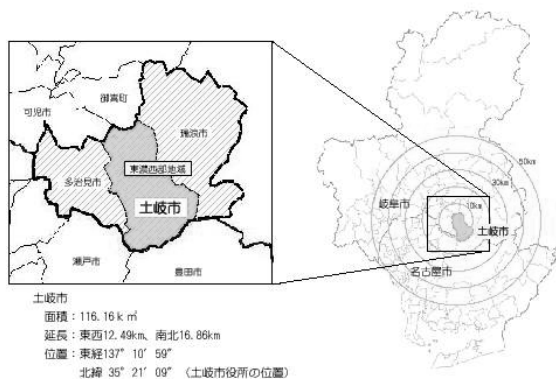 御嵩町
可児市
瑞浪市
東濃西部地域
多治見市
土岐市
瀬戸市
豊田市
50km
30km
10km
岐阜市
土岐市
名古屋市
土岐市
面積：116.16ｋ㎡
延長：東西12.49km、南北16.86km
位置：東経137°10′59″
北緯 35°21′09″（土岐市役所の位置）